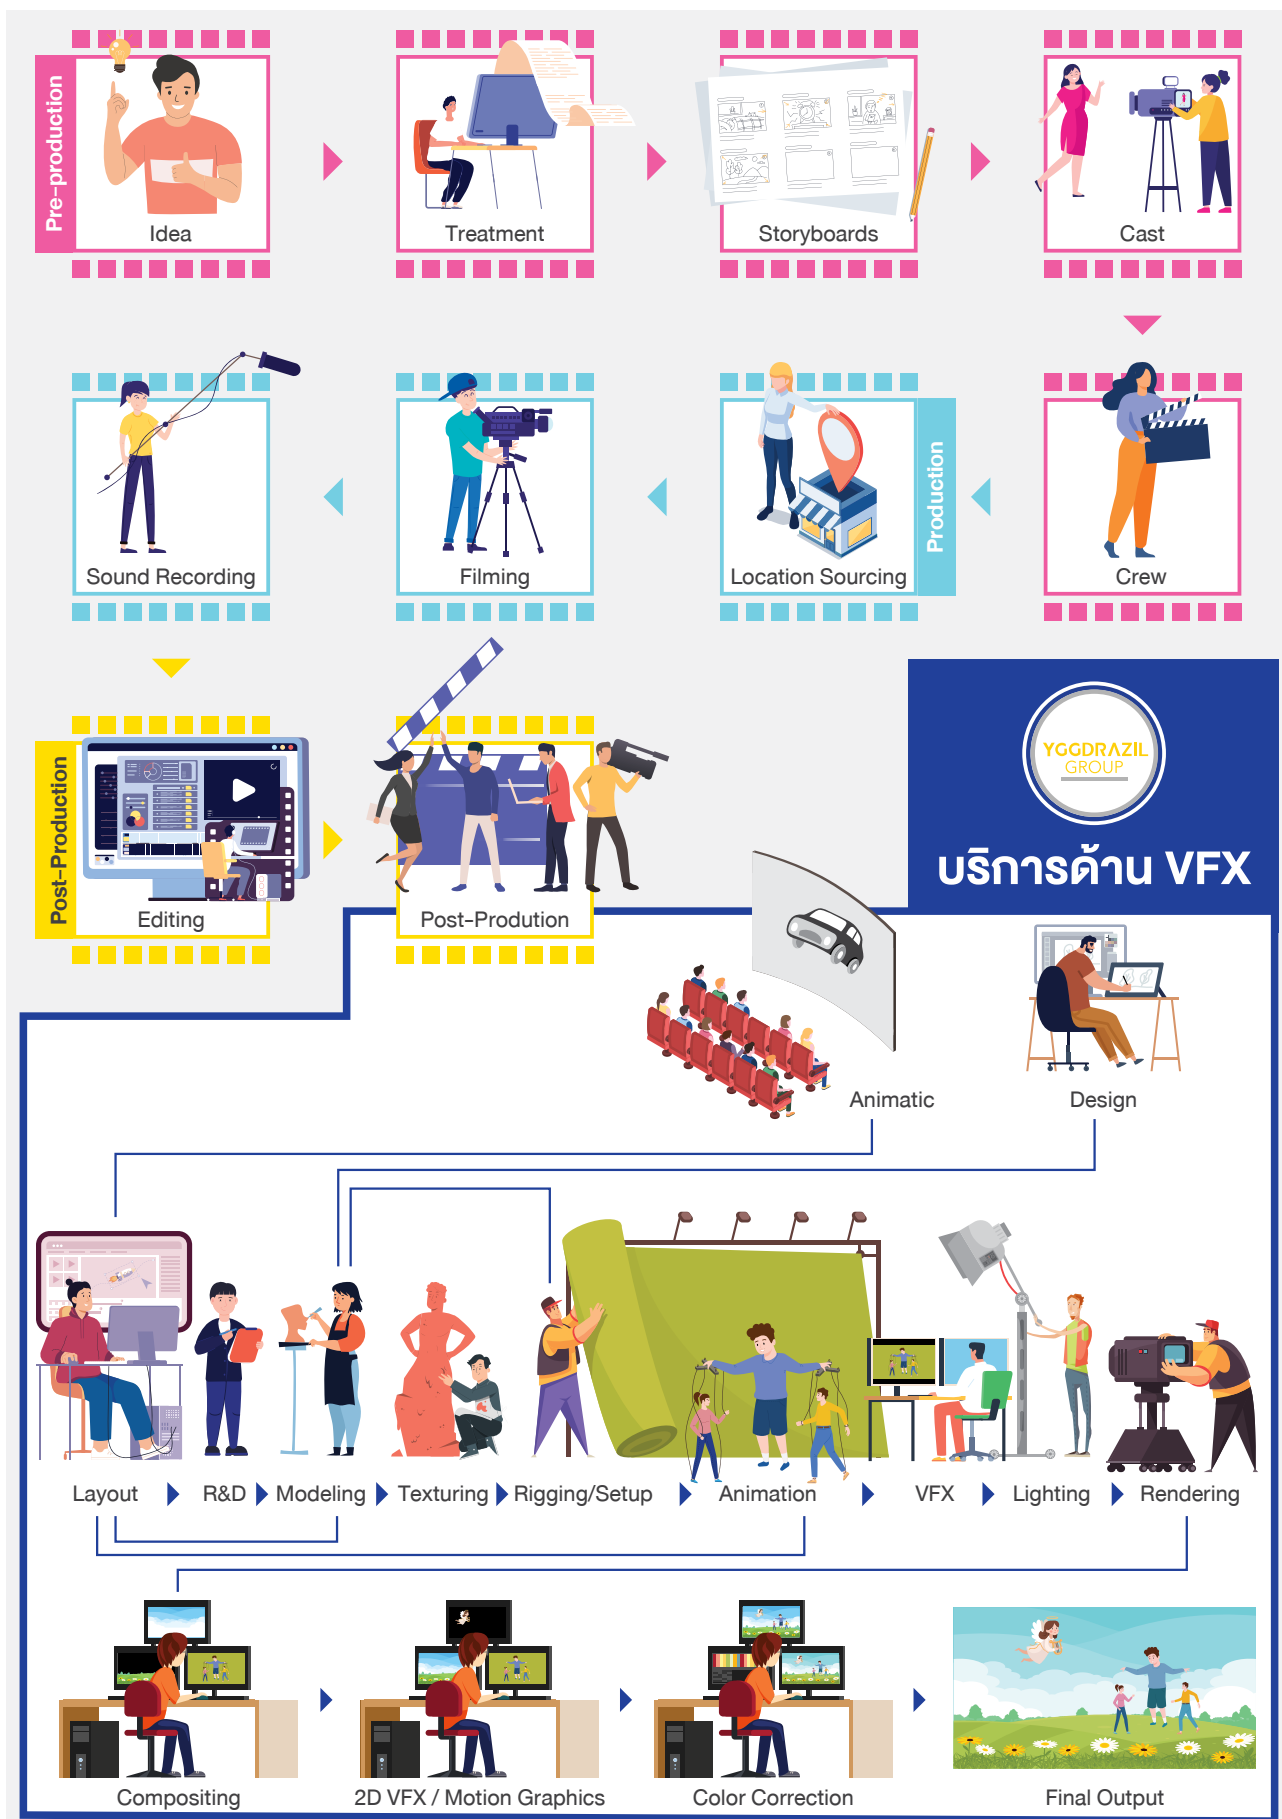 Pre-production
Idea
Treatment
Storyboards
Cast
Sound Recording
Filming
Location Sourcing
Production
Crew
Post-Production
Editing
Post-Prodution
YGGDRAZIL
GROUP
บริการด้าน VFX
Animatic
Design
Layout
R&D
Modeling
Texturing
Rigging/Setup
Animation
VFX
Lighting
Rendering
Compositing
2D VFX / Motion Graphics
Color Correction
Final Output